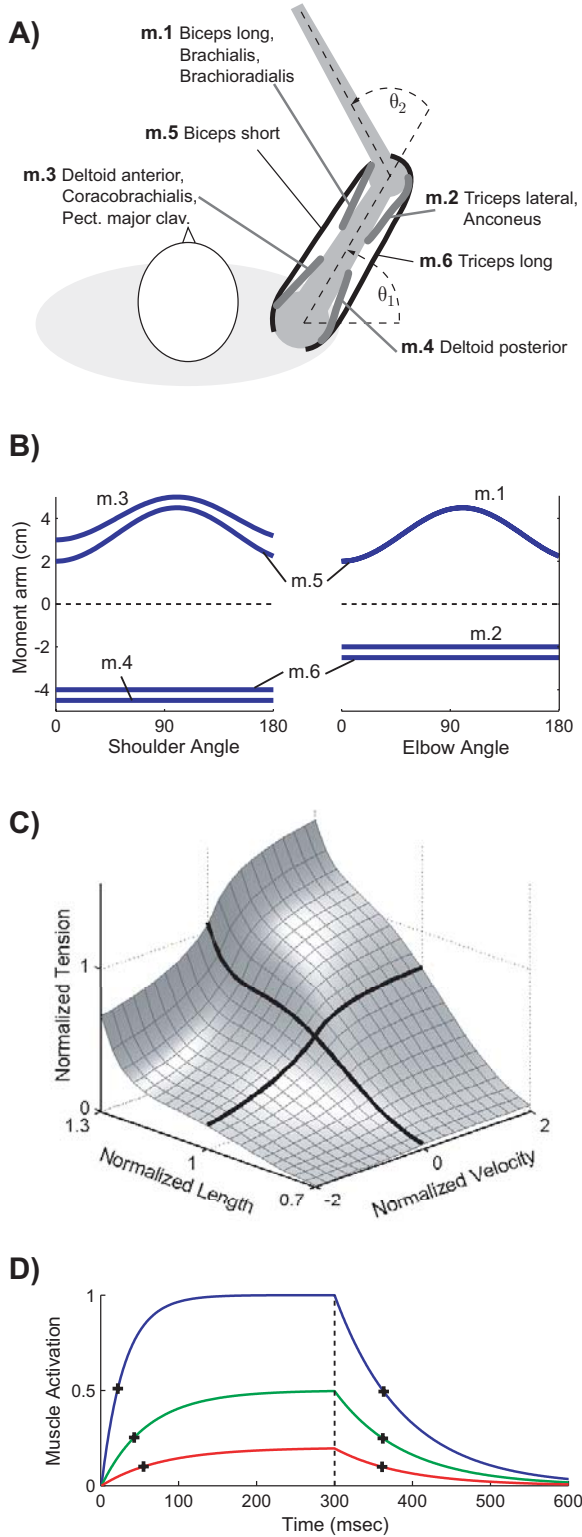 A)
m.1 Biceps long,
Brachialis,
Brachioradialis
m.5 Biceps short
m.3 Deltoid anterior,
Coracobrachialis,
Pect. major clav.
θ2
m.2 Triceps lateral,
Anconeus
m.6 Triceps long
θ1
m.4 Deltoid posterior
B)
Moment arm (cm)
4
2
0
-2
-4
m.3
m.5
m.1
m.4
m.6
m.2
0 90 180
Shoulder Angle
0 90 180
Elbow Angle
C)
Normalized Tension
1
0
1.3
1
0.7
Normalized Length
-2
0
2
Normalized Velocity
D)
Muscle Activation
1
0.5
0
0 100 200 300 400 500 600
Time (msec)